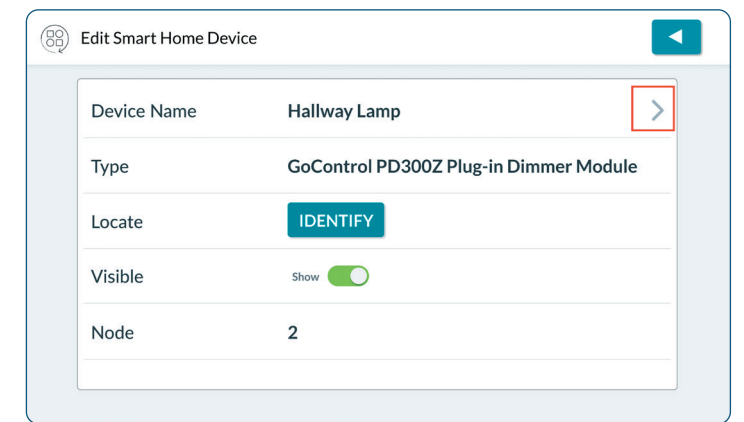 Edit Smart Home Device
Device Name Hallway Lamp
Type GoControl PD300Z Plug-in Dimmer Module
Locate IDENTIFY
Visible Show
Node 2